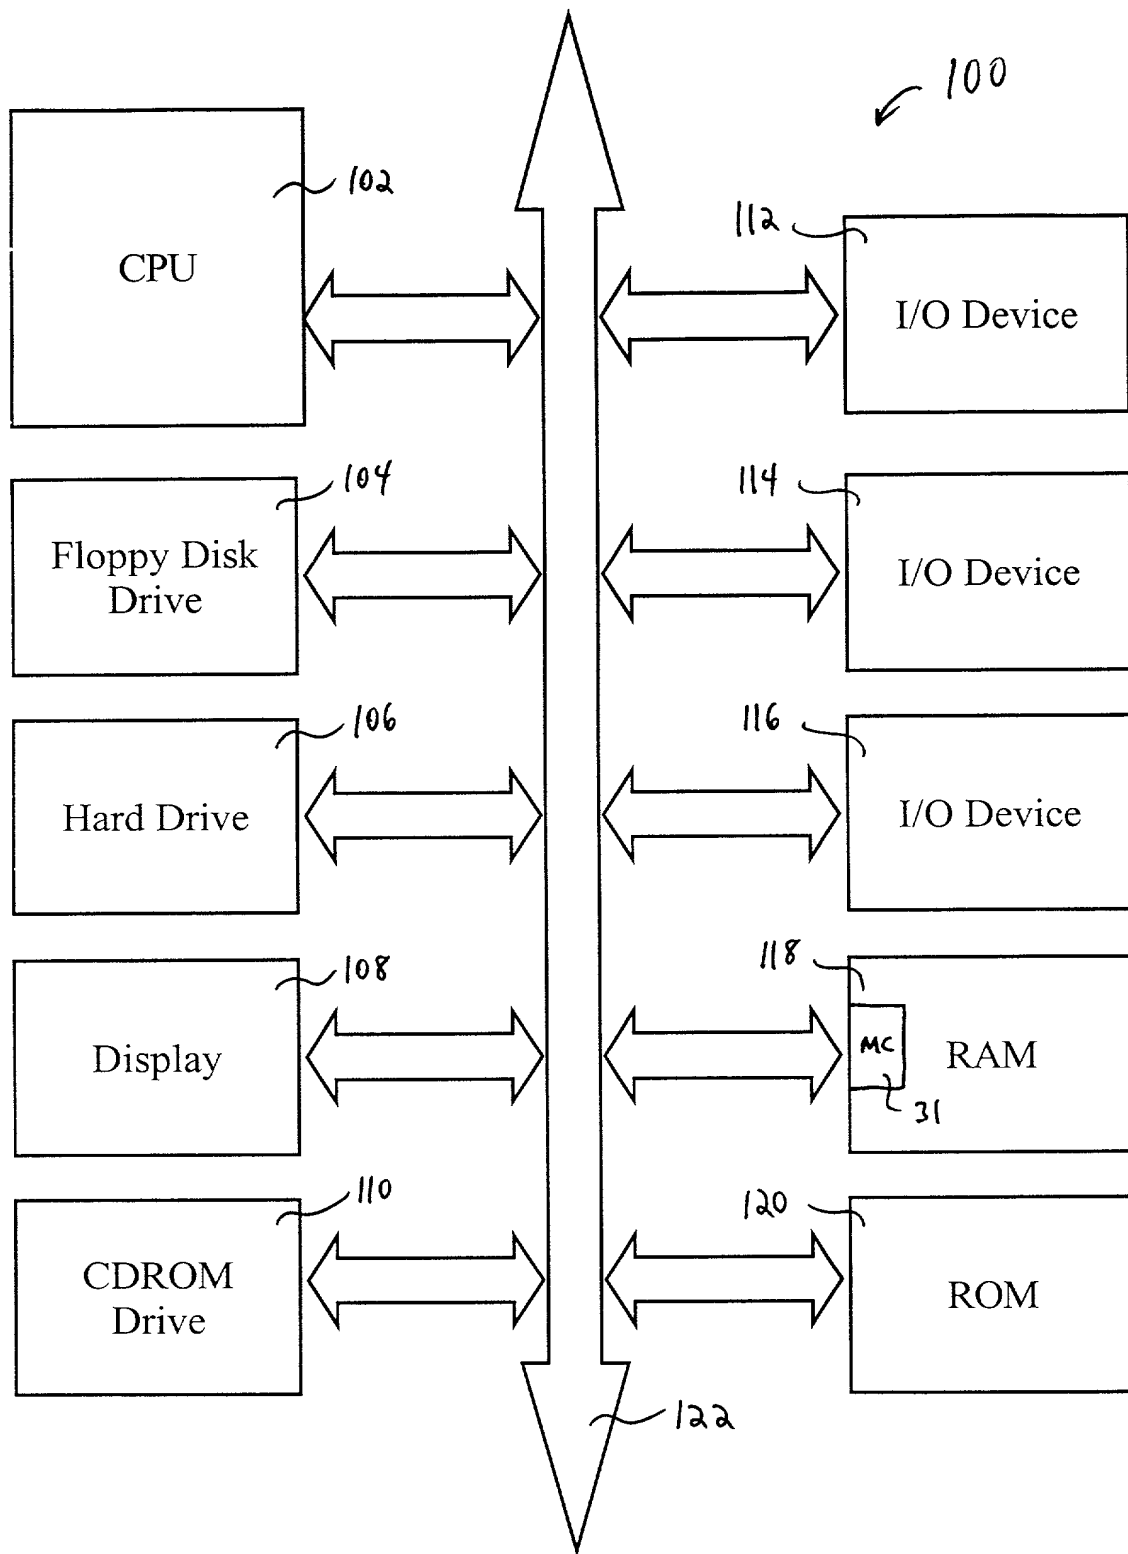 100
102
CPU
112
I/O Device
104
Floppy Disk
Drive
114
I/O Device
106
Hard Drive
116
I/O Device
108
Display
118
MC
RAM
31
110
CDROM
Drive
120
ROM
122